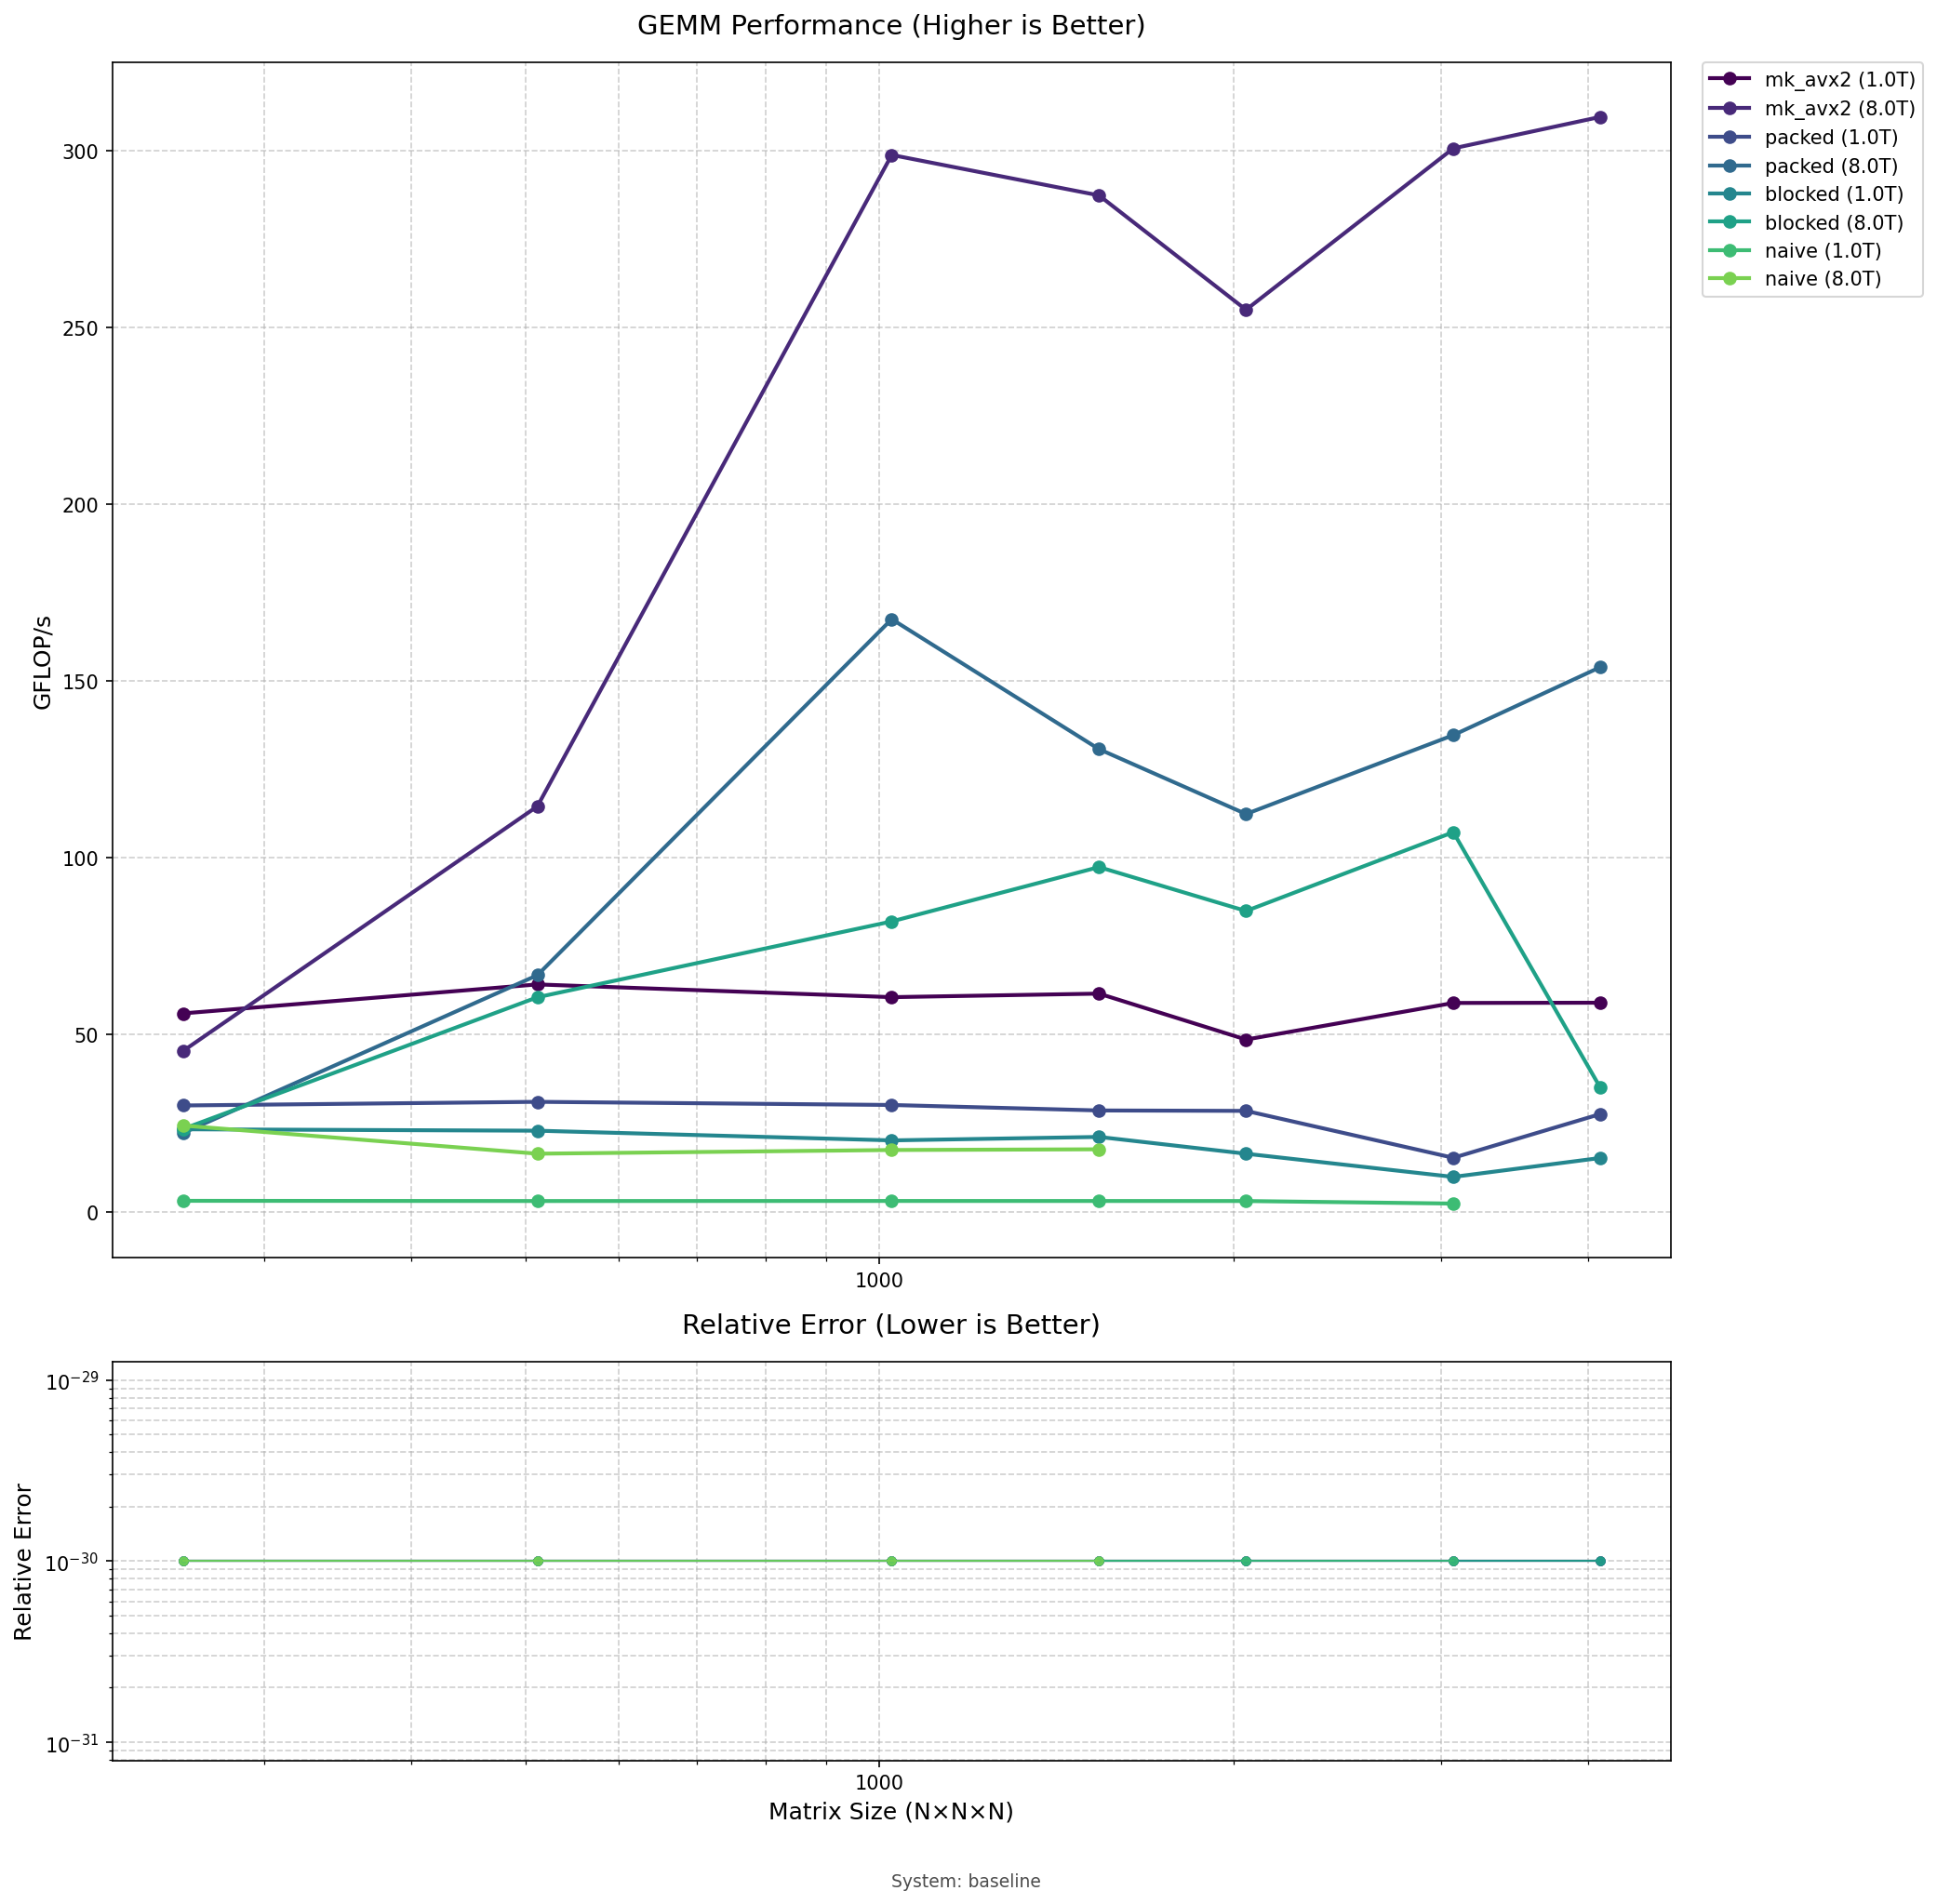 GEMM Performance (Higher is Better)
mk_avx2 (1.0T)
mk_avx2 (8.0T)
packed (1.0T)
packed (8.0T)
blocked (1.0T)
blocked (8.0T)
naive (1.0T)
naive (8.0T)
300
250
200
150
100
50
0
GFLOP/s
1000
Relative Error (Lower is Better)
10⁻²⁹
10⁻³⁰
10⁻³¹
Relative Error
1000
Matrix Size (N×N×N)
System: baseline